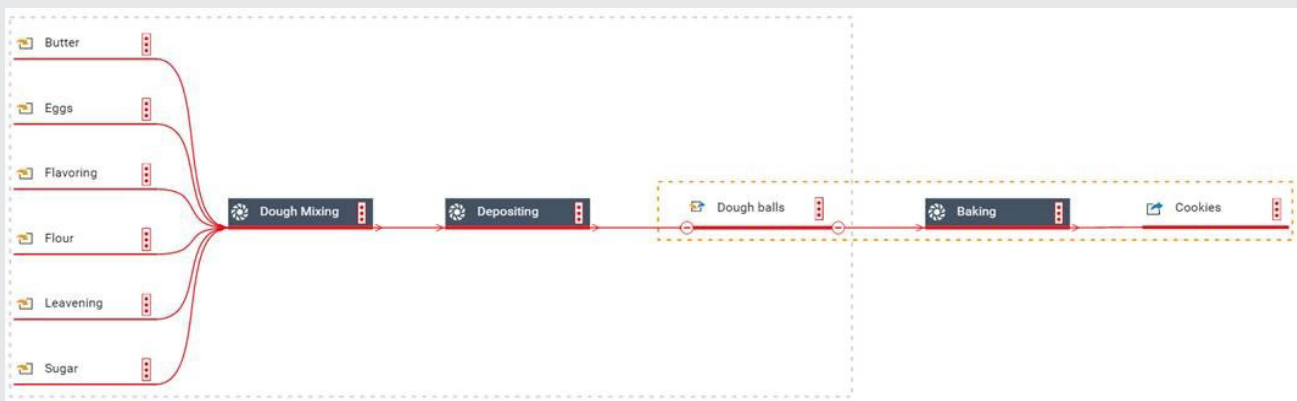 Butter
Eggs
Flavoring
Flour
Leavening
Sugar
Dough Mixing
Depositing
Dough balls
Baking
Cookies